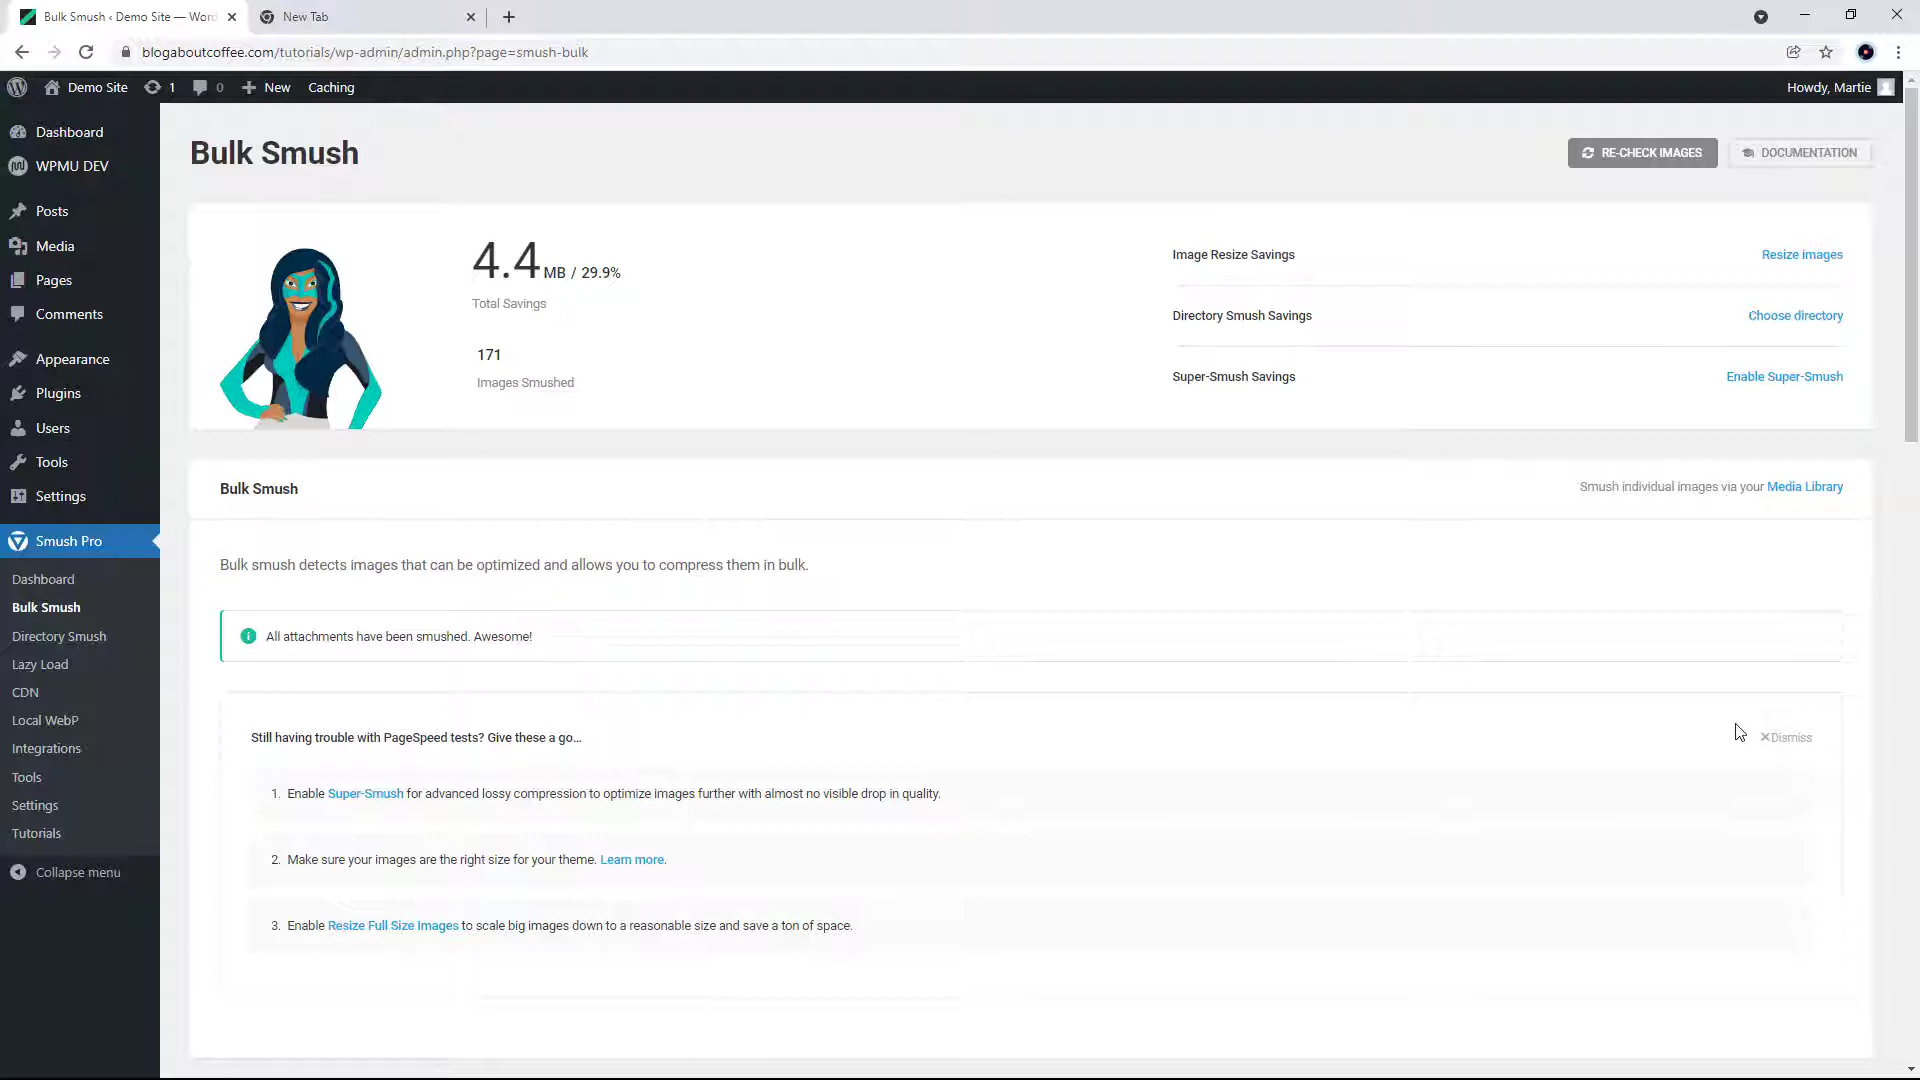 Bulk Smush ‹ Demo Site — Word
New Tab
blogaboutcoffee.com/tutorials/wp-admin/admin.php?page=smush-bulk
Demo Site 1 0 New Caching Howdy, Martie
Dashboard
WPMU DEV
Posts
Media
Pages
Comments
Appearance
Plugins
Users
Tools
Settings
Smush Pro
Dashboard
Bulk Smush
Directory Smush
Lazy Load
CDN
Local WebP
Integrations
Tools
Settings
Tutorials
Collapse menu
Bulk Smush
RE-CHECK IMAGES
DOCUMENTATION
4.4 MB / 29.9%
Total Savings
171
Images Smushed
Image Resize Savings Resize images
Directory Smush Savings Choose directory
Super-Smush Savings Enable Super-Smush
Bulk Smush
Smush individual images via your Media Library
Bulk smush detects images that can be optimized and allows you to compress them in bulk.
All attachments have been smushed. Awesome!
Still having trouble with PageSpeed tests? Give these a go...
Dismiss
1. Enable Super-Smush for advanced lossy compression to optimize images further with almost no visible drop in quality.
2. Make sure your images are the right size for your theme. Learn more.
3. Enable Resize Full Size Images to scale big images down to a reasonable size and save a ton of space.